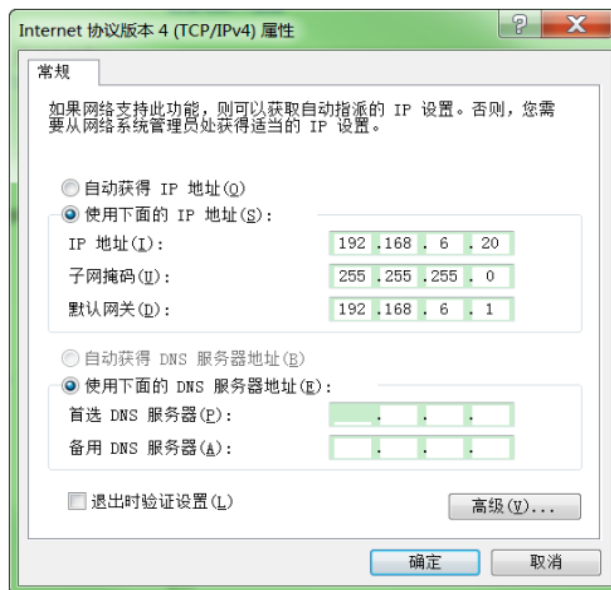 Internet 协议版本 4 (TCP/IPv4) 属性
常规
如果网络支持此功能，则可以获取自动指派的 IP 设置。否则，您需
要从网络系统管理员处获得适当的 IP 设置。
自动获得 IP 地址(O)
使用下面的 IP 地址(S):
IP 地址(I): 192 .168 . 6 . 20
子网掩码(U): 255 .255 .255 . 0
默认网关(D): 192 .168 . 6 . 1
自动获得 DNS 服务器地址(B)
使用下面的 DNS 服务器地址(E):
首选 DNS 服务器(P): . . .
备用 DNS 服务器(A): . . .
退出时验证设置(L)
高级(V)...
确定 取消